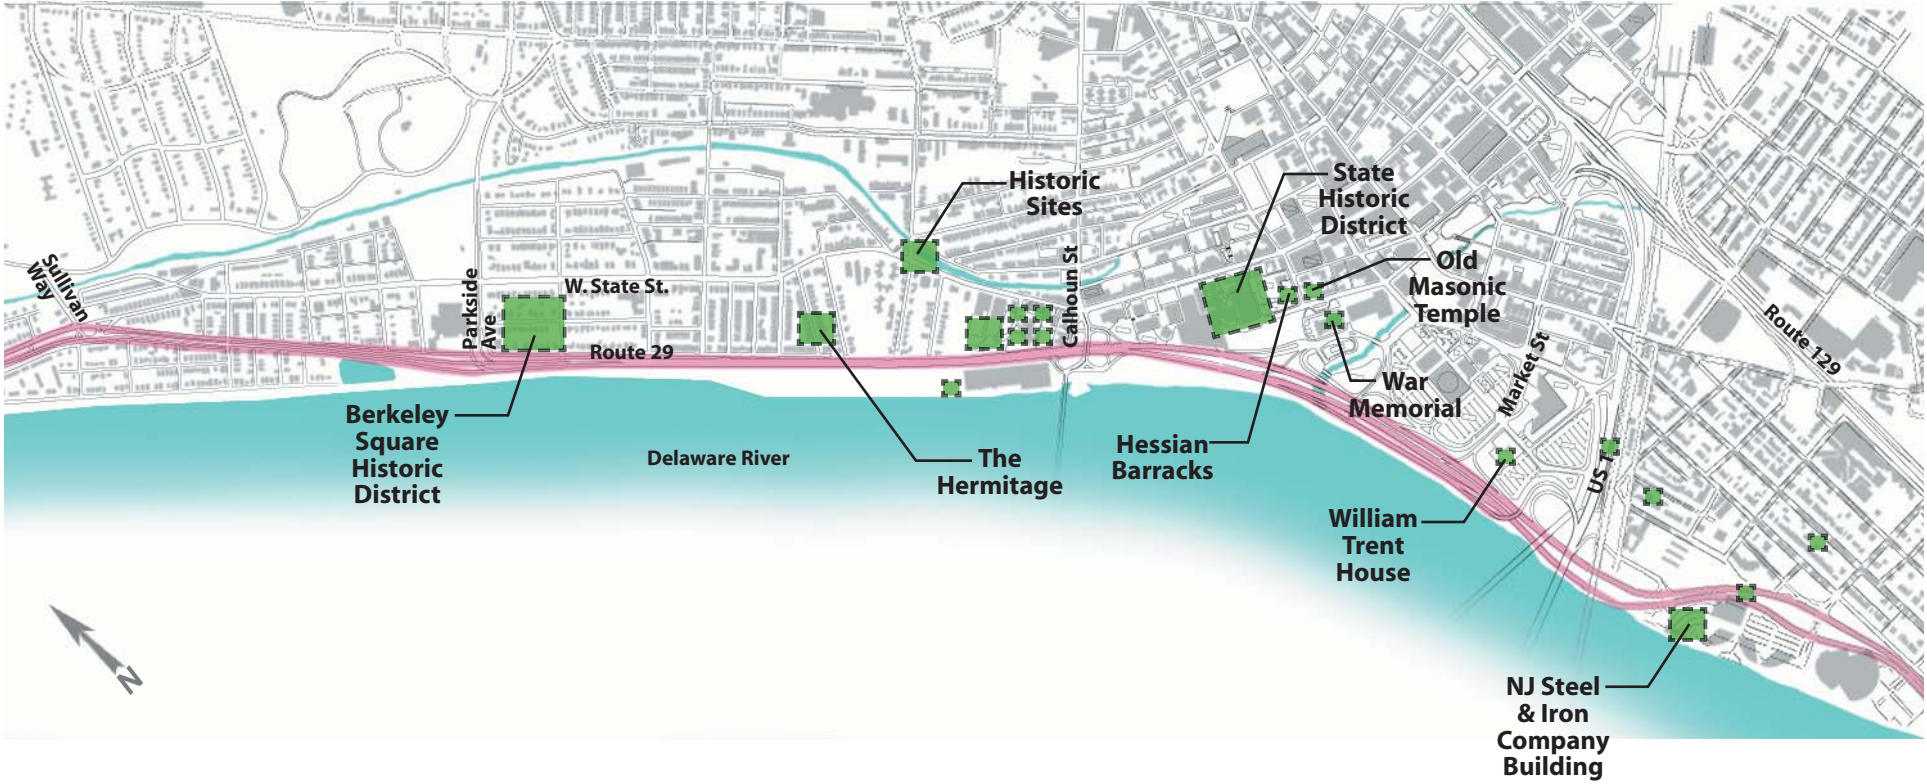 Historic
Sites
State
Historic
District
Old
Masonic
Temple
Sullivan
Way
Parkside
Ave
W. State St.
Calhoun St
Route 29
Route 129
Market St
War
Memorial
Berkeley
Square
Historic
District
Delaware River
The
Hermitage
Hessian
Barracks
US 1
William
Trent
House
N
NJ Steel
& Iron
Company
Building